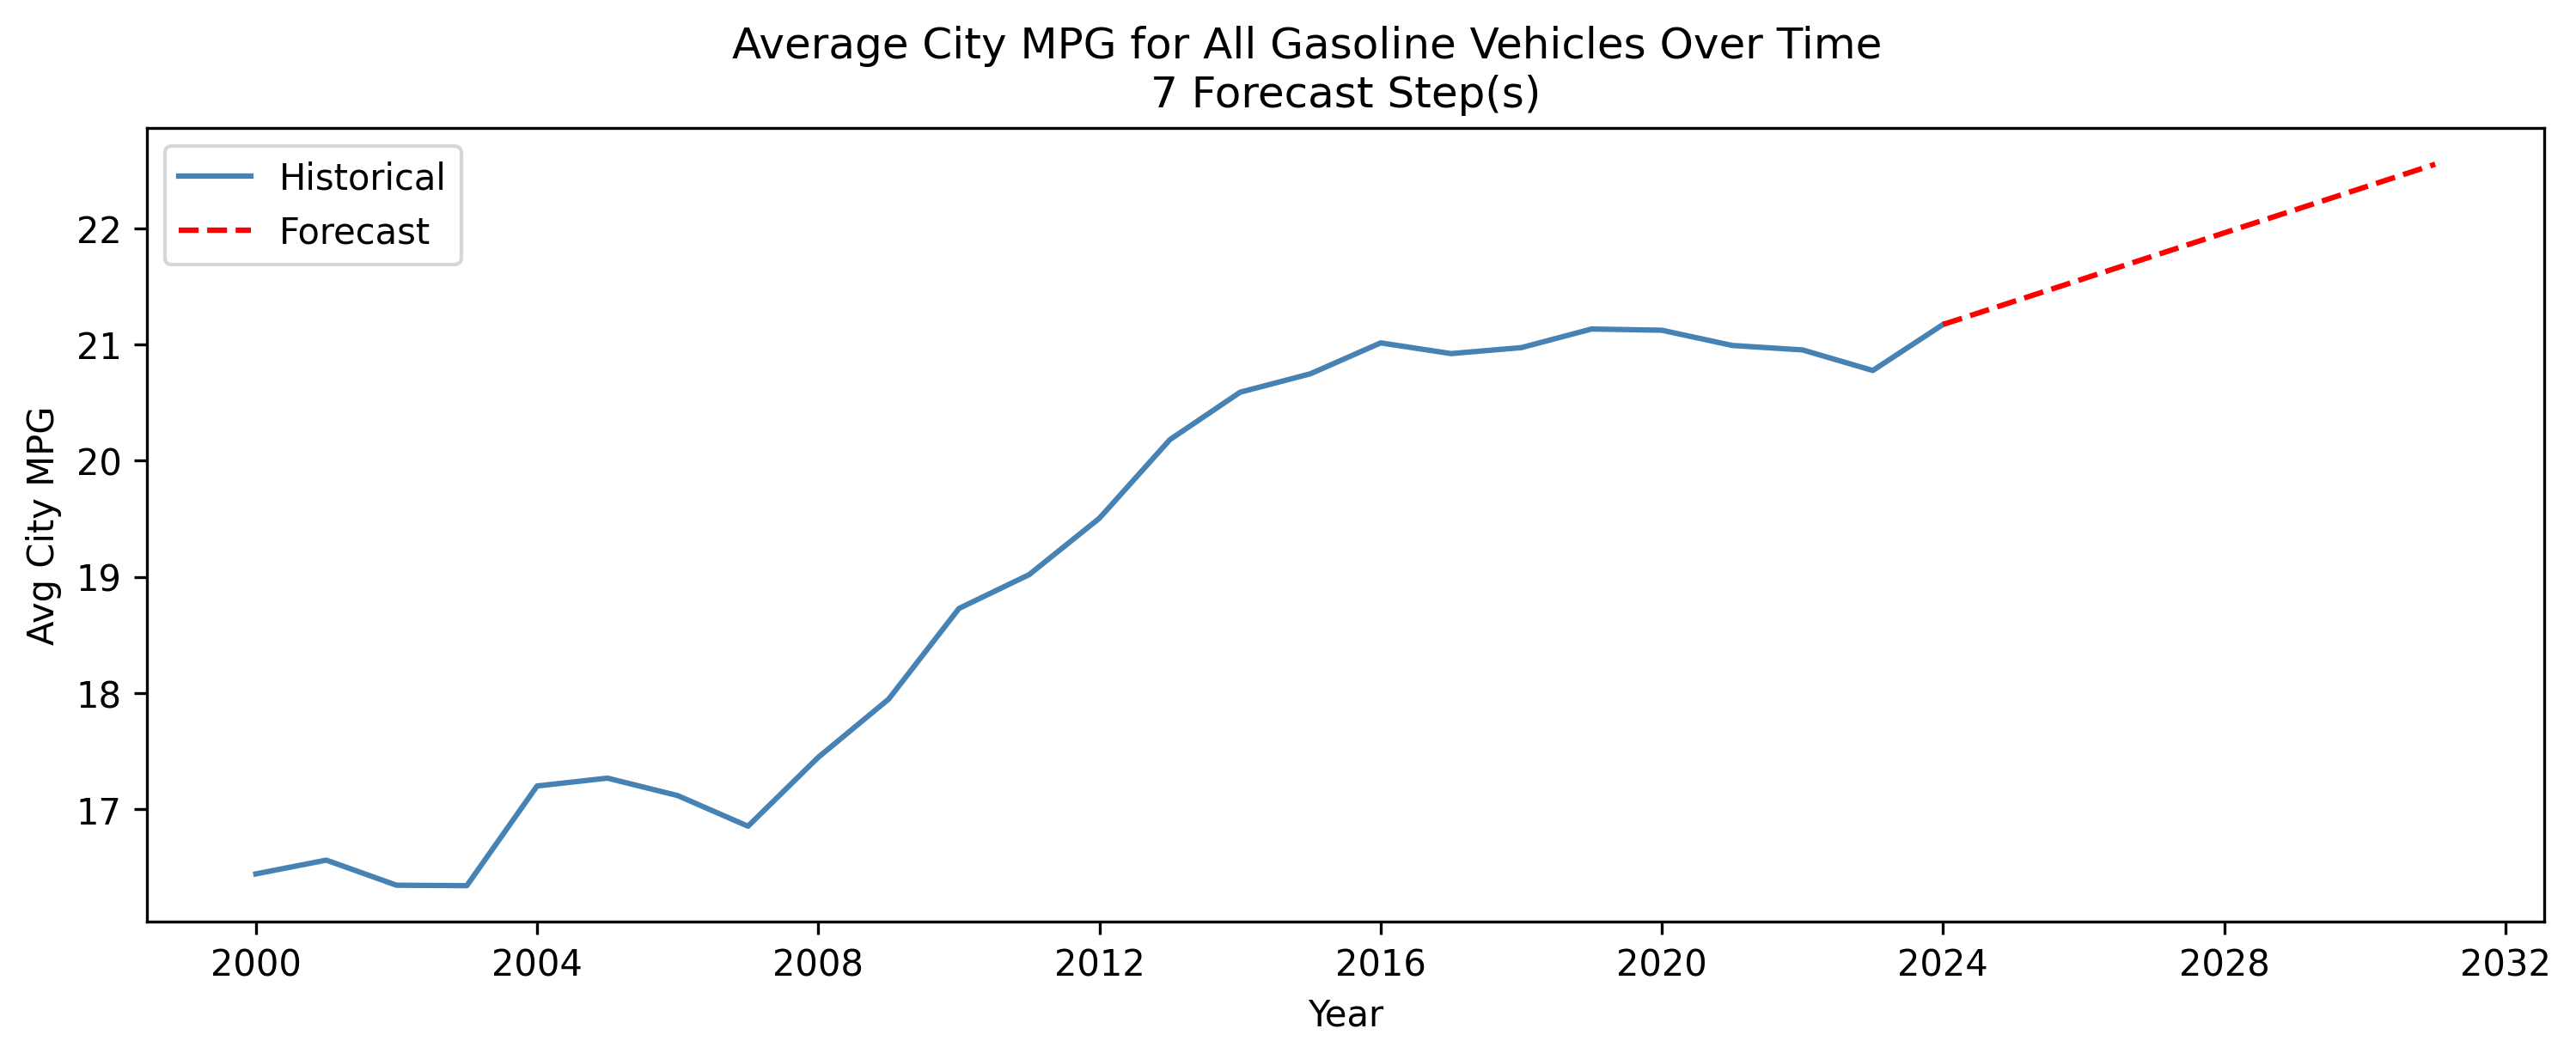 Average City MPG for All Gasoline Vehicles Over Time
7 Forecast Step(s)
Historical
Forecast
22
21
20
19
18
17
Avg City MPG
2000 2004 2008 2012 2016 2020 2024 2028 2032
Year